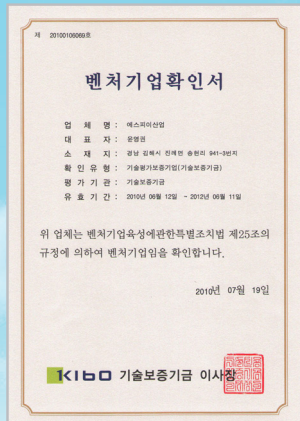 제 20100106069호
벤처기업확인서
업 체 명 : 에스피이산업
대 표 자 : 윤영권
소 재 지 : 경남 김해시 진례면 송현리 941-3번지
확 인 유 형 : 기술평가보증기업(기술보증기금)
평 가 기 관 : 기술보증기금
유 효 기 간 : 2010년 06월 12일 ~ 2012년 06월 11일
위 업체는 벤처기업육성에관한특별조치법 제25조의
규정에 의하여 벤처기업임을 확인합니다.
2010년 07월 19일
KIBO 기술보증기금 이사장